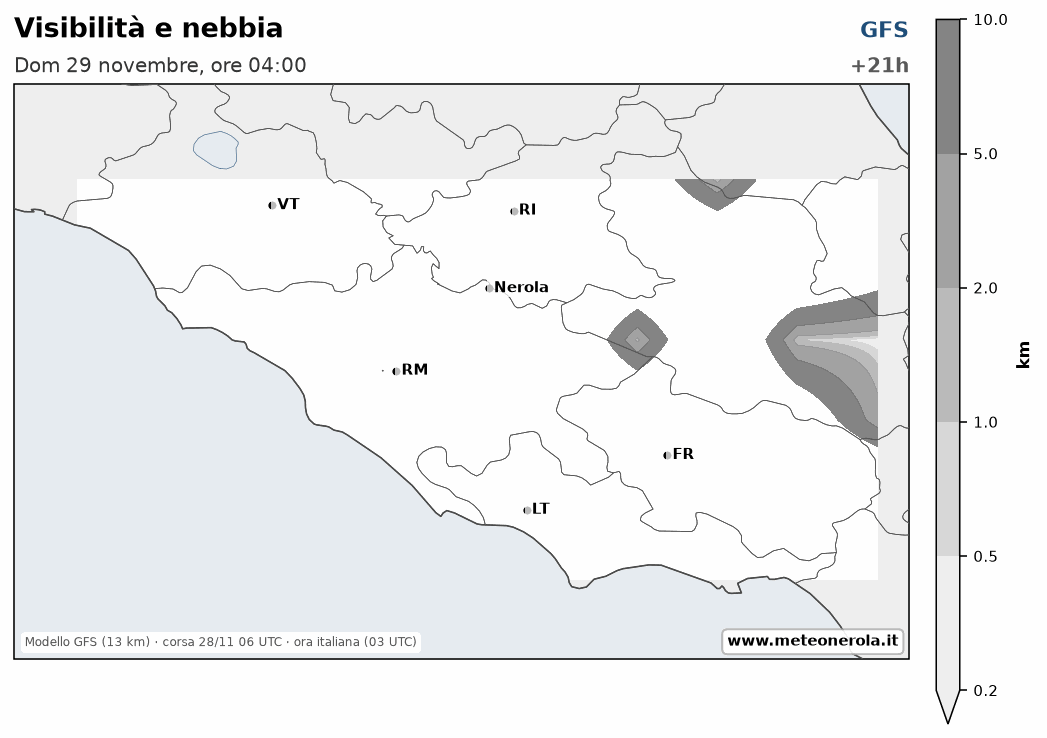 Visibilità e nebbia
GFS
Dom 29 novembre, ore 04:00
+21h
10.0
5.0
2.0
1.0
0.5
0.2
km
VT
RI
Nerola
RM
FR
LT
Modello GFS (13 km) · corsa 28/11 06 UTC · ora italiana (03 UTC)
www.meteonerola.it